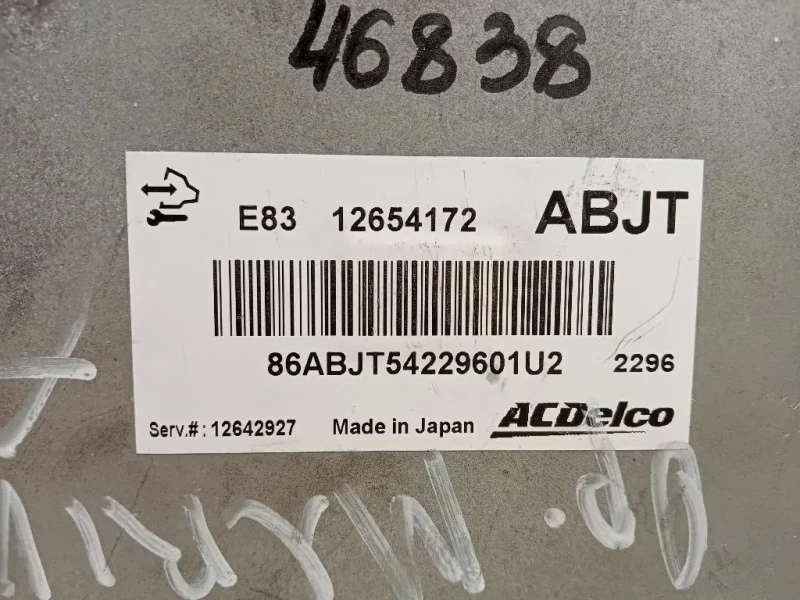 46838
E83 12654172 ABJT
86ABJT54229601U2 2296
Serv.#: 12642927 Made in Japan ACDelco